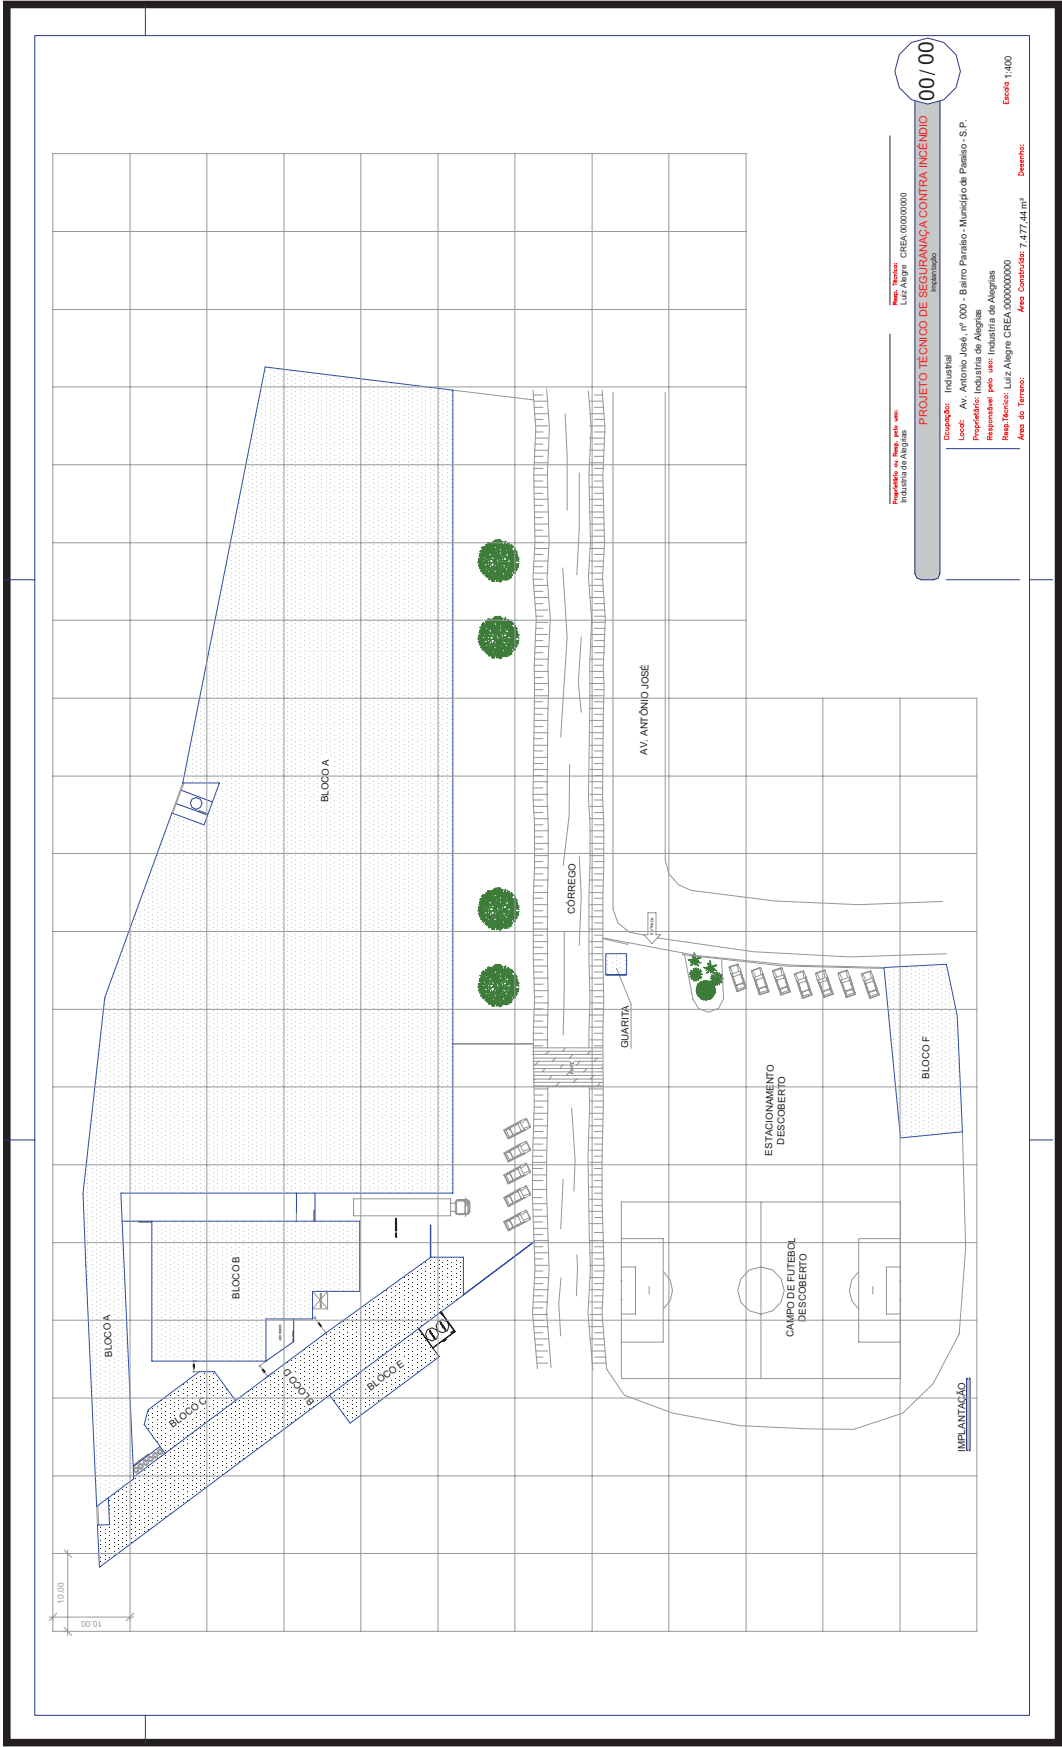 00/ 00
PROJETO TÉCNICO DE SEGURANAÇA CONTRA INCÊNDIO
Implantação
Proprietário ou Resp. pelo uso:
Industria de Alegrias
Resp. Técnico:
Luiz Alegre CREA:000000000
Ocupação: Industrial
Local: Av. Antonio José, nº 000 - Bairro Paraiso - Município de Paraiso - S.P.
Proprietário: Industria de Alegrias
Responsável pelo uso: Industria de Alegrias
Resp.Técnico: Luiz Alegre CREA:0000000000
Escala 1:400
Área do Terreno:
Área Construída: 7.477,44 m²
Desenho:
BLOCO A
AV. ANTÔNIO JOSÉ
CÓRREGO
GUARITA
ESTACIONAMENTO
DESCOBERTO
BLOCO F
BLOCO B
BLOCO A
BLOCO C
BLOCO D
BLOCO E
CAMPO DE FUTEBOL
DESCOBERTO
IMPLANTAÇÃO
10.00
10.00